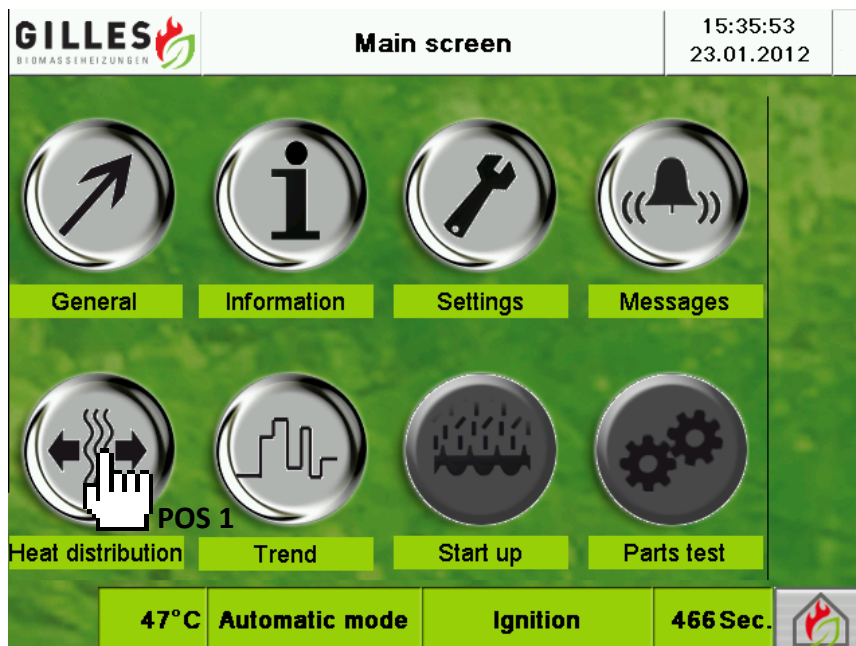 GILLES
BIOMASSEHEIZUNGEN
Main screen
15:35:53
23.01.2012
General
Information
Settings
Messages
POS 1
Heat distribution
Trend
Start up
Parts test
47°C
Automatic mode
Ignition
466 Sec.